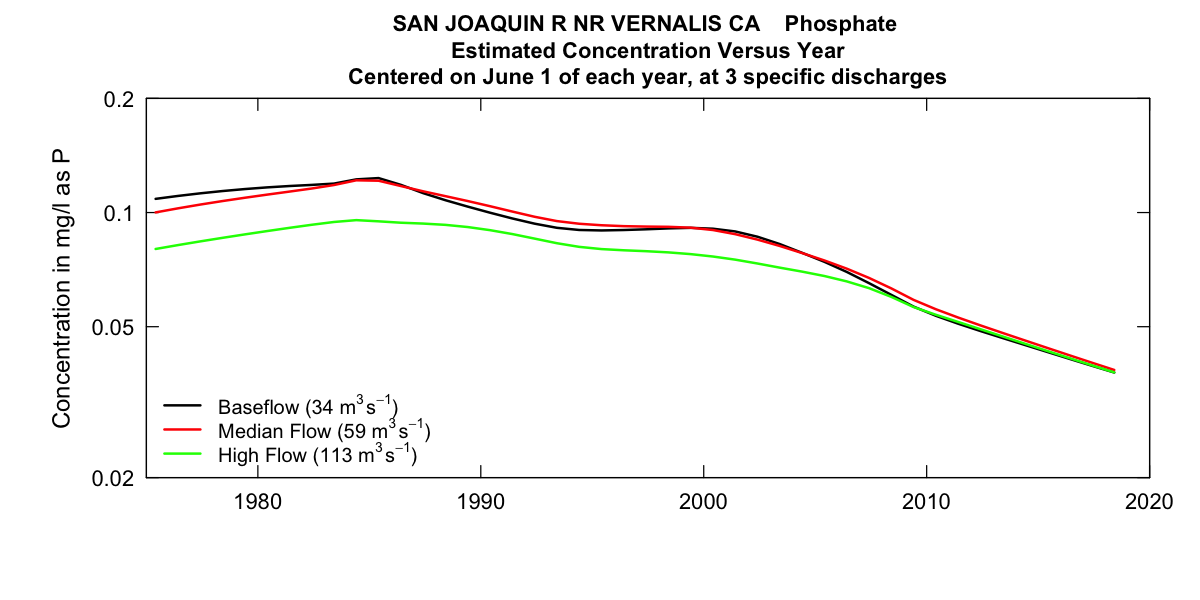 SAN JOAQUIN R NR VERNALIS CA Phosphate
Estimated Concentration Versus Year
Centered on June 1 of each year, at 3 specific discharges
Concentration in mg/l as P
0.2
0.1
0.05
0.02
Baseflow (34 m³s⁻¹)
Median Flow (59 m³s⁻¹)
High Flow (113 m³s⁻¹)
1980 1990 2000 2010 2020